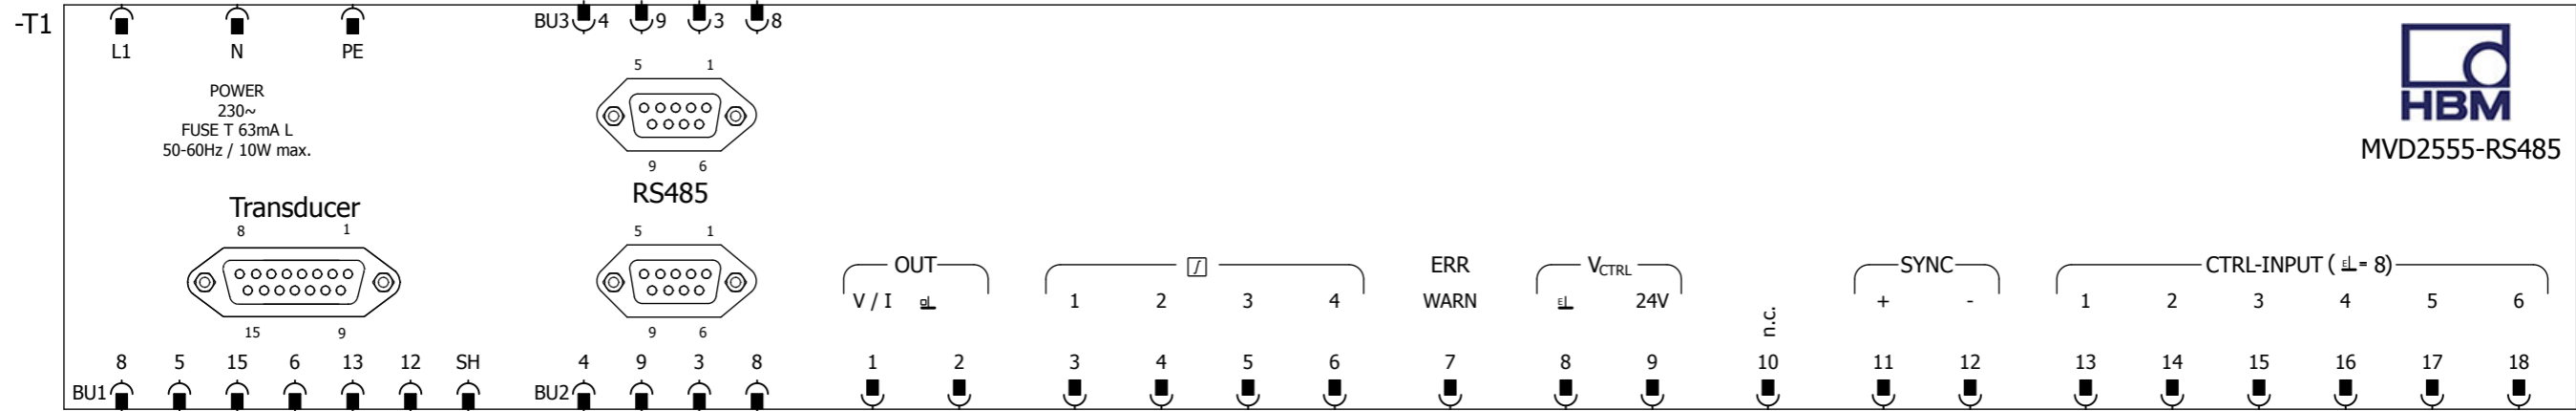 -T1
L1 N PE BU3 4 9 3 8
POWER
230~
FUSE T 63mA L
50-60Hz / 10W max.
5 1
9 6
RS485
HBM
MVD2555-RS485
Transducer
8 1
15 9
5 1
9 6
OUT
V / I
1 2 3 4
ERR
WARN
VCTRL
24V
n.c.
SYNC
+ -
CTRL-INPUT ( = 8)
1 2 3 4 5 6
8 5 15 6 13 12 SH 4 9 3 8 1 2 3 4 5 6 7 8 9 10 11 12 13 14 15 16 17 18
BU1 BU2